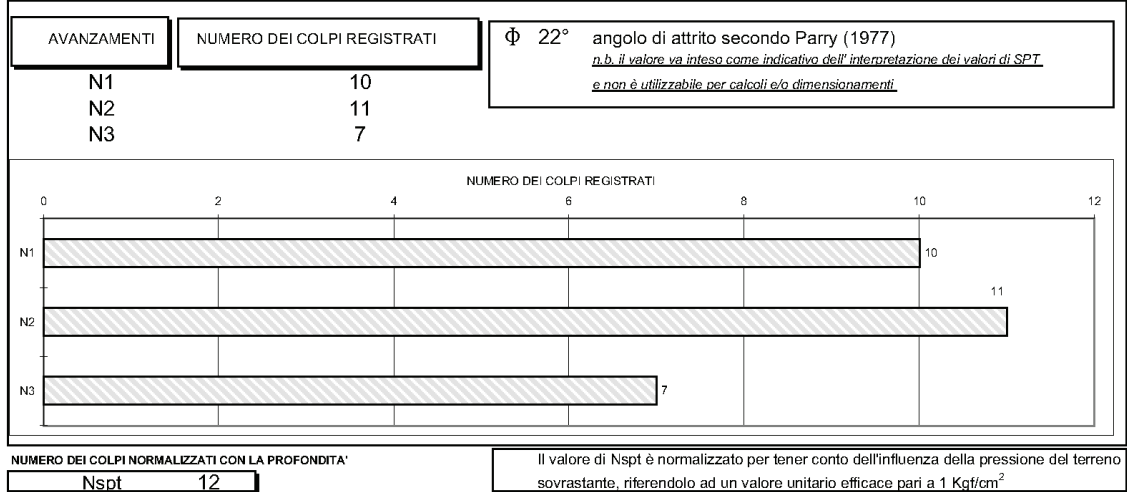 AVANZAMENTI NUMERO DEI COLPI REGISTRATI
N1 10
N2 11
N3 7
Φ 22° angolo di attrito secondo Parry (1977)
n.b. il valore va inteso come indicativo dell' interpretazione dei valori di SPT
e non è utilizzabile per calcoli e/o dimensionamenti
NUMERO DEI COLPI REGISTRATI
0 2 4 6 8 10 12
N1 10
N2 11
N3 7
NUMERO DEI COLPI NORMALIZZATI CON LA PROFONDITA'
Nspt 12
Il valore di Nspt è normalizzato per tener conto dell'influenza della pressione del terreno
sovrastante, riferendolo ad un valore unitario efficace pari a 1 Kgf/cm²